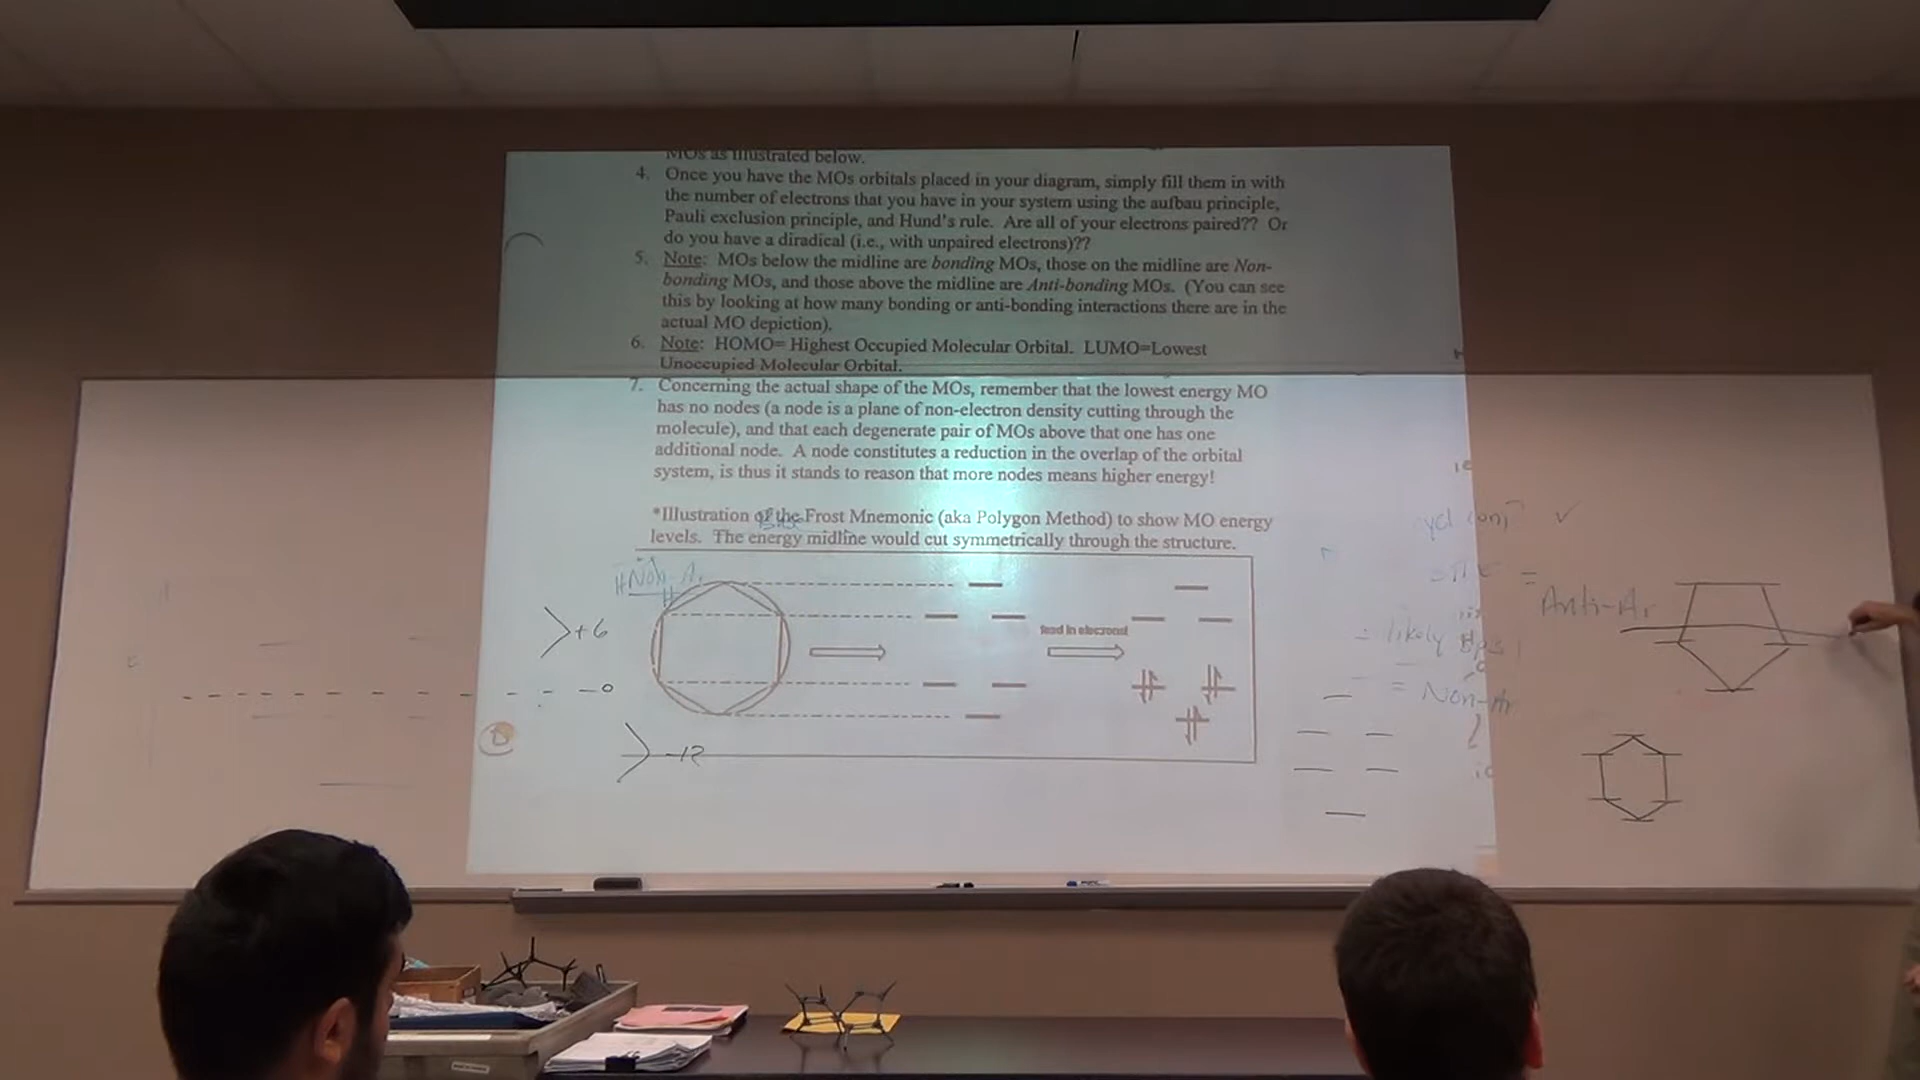 MOs as illustrated below.
4. Once you have the MOs orbitals placed in your diagram, simply fill them in with
the number of electrons that you have in your system using the aufbau principle,
Pauli exclusion principle, and Hund's rule. Are all of your electrons paired?? Or
do you have a diradical (i.e., with unpaired electrons)??
5. Note: MOs below the midline are bonding MOs, those on the midline are Non-
bonding MOs, and those above the midline are Anti-bonding MOs. (You can see
this by looking at how many bonding or anti-bonding interactions there are in the
actual MO depiction).
6. Note: HOMO= Highest Occupied Molecular Orbital. LUMO=Lowest
Unoccupied Molecular Orbital.
7. Concerning the actual shape of the MOs, remember that the lowest energy MO
has no nodes (a node is a plane of non-electron density cutting through the
molecule), and that each degenerate pair of MOs above that one has one
additional node. A node constitutes a reduction in the overlap of the orbital
system, is thus it stands to reason that more nodes means higher energy!
*Illustration of the Frost Mnemonic (aka Polygon Method) to show MO energy
levels. The energy midline would cut symmetrically through the structure.
Non-Ar
+6
0
-12
feed in elecrons!
cycl conj ✓
=
Anti-Ar
= likely
= Non-Ar